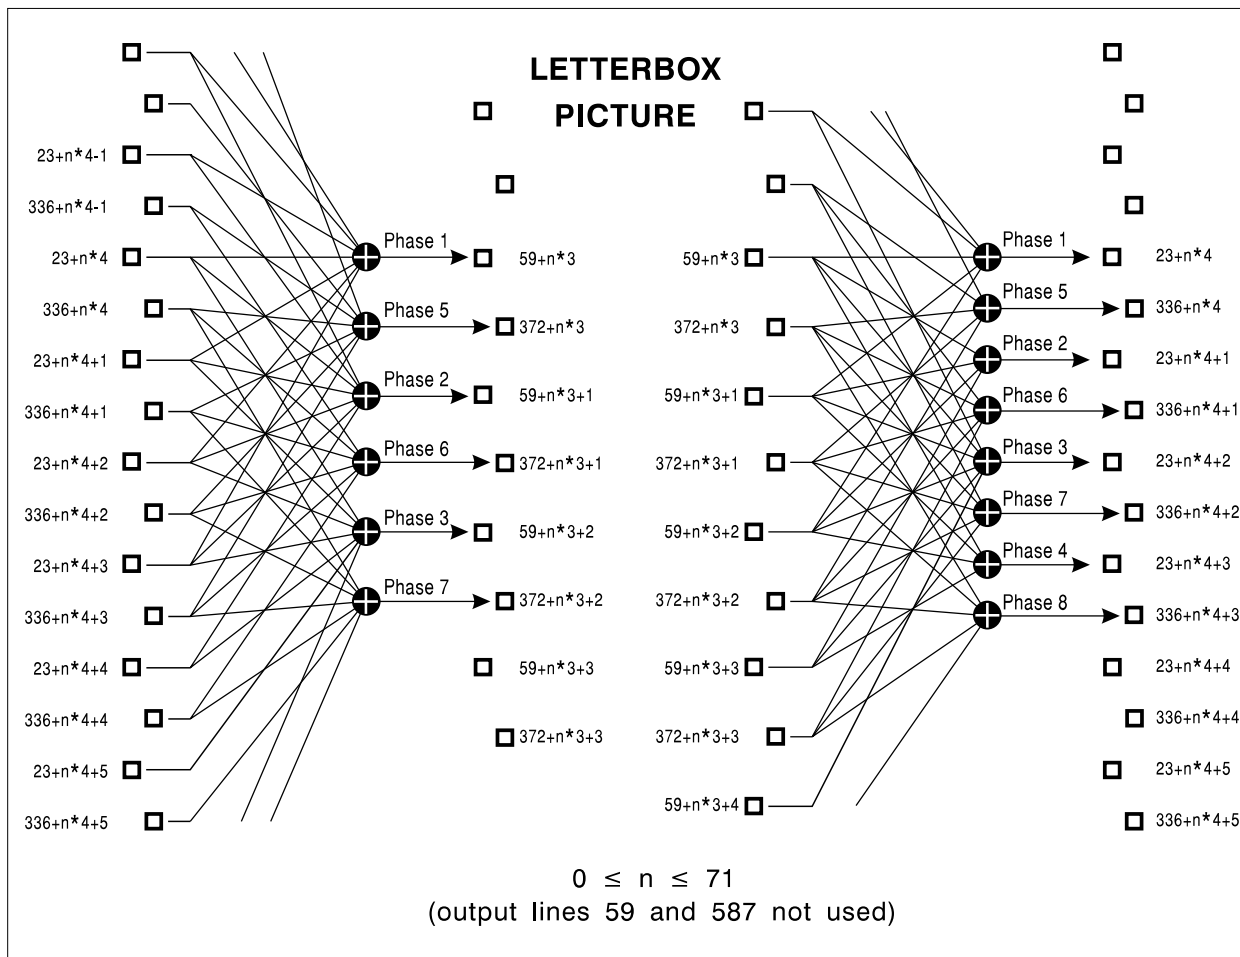 LETTERBOX
PICTURE
23+n*4-1
336+n*4-1
23+n*4
336+n*4
23+n*4+1
336+n*4+1
23+n*4+2
336+n*4+2
23+n*4+3
336+n*4+3
23+n*4+4
336+n*4+4
23+n*4+5
336+n*4+5
Phase 1
Phase 5
Phase 2
Phase 6
Phase 3
Phase 7
59+n*3
372+n*3
59+n*3+1
372+n*3+1
59+n*3+2
372+n*3+2
59+n*3+3
372+n*3+3
59+n*3
372+n*3
59+n*3+1
372+n*3+1
59+n*3+2
372+n*3+2
59+n*3+3
372+n*3+3
59+n*3+4
Phase 1
Phase 5
Phase 2
Phase 6
Phase 3
Phase 7
Phase 4
Phase 8
23+n*4
336+n*4
23+n*4+1
336+n*4+1
23+n*4+2
336+n*4+2
23+n*4+3
336+n*4+3
23+n*4+4
336+n*4+4
23+n*4+5
336+n*4+5
0 ≤ n ≤ 71
(output lines 59 and 587 not used)